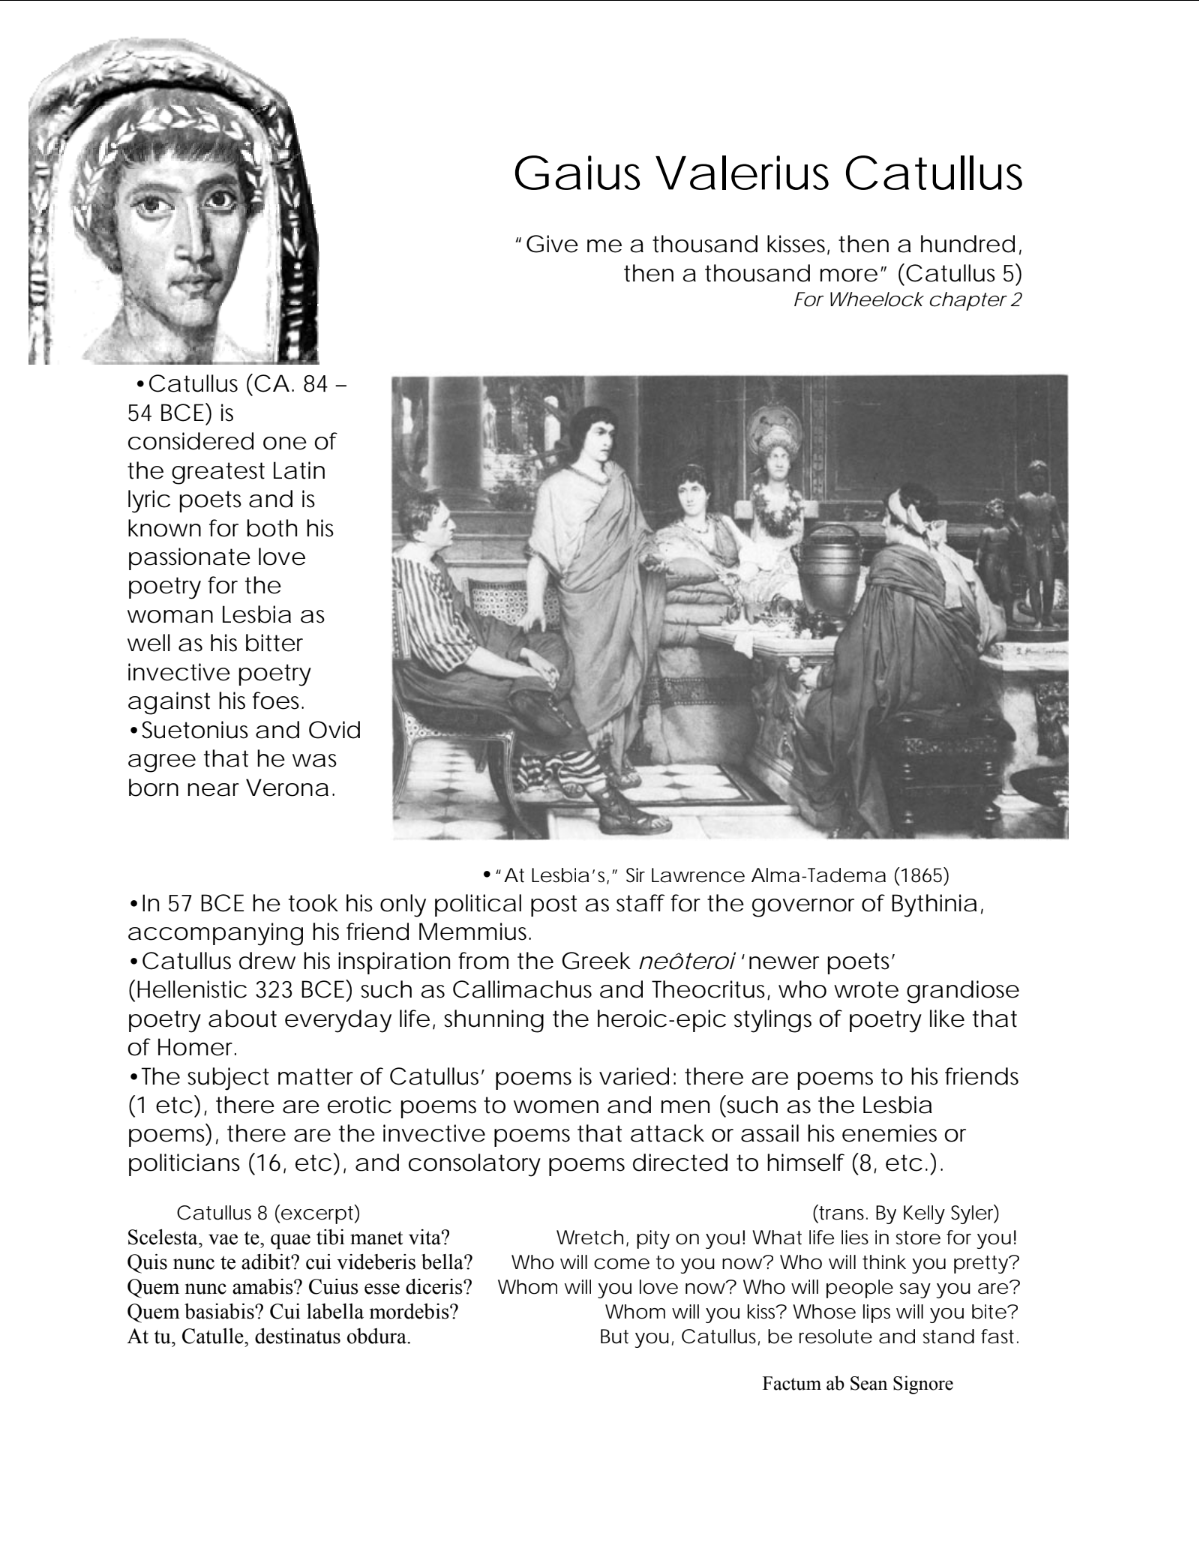 Gaius Valerius Catullus
“Give me a thousand kisses, then a hundred,
then a thousand more” (Catullus 5)
For Wheelock chapter 2
•Catullus (CA. 84 –
54 BCE) is
considered one of
the greatest Latin
lyric poets and is
known for both his
passionate love
poetry for the
woman Lesbia as
well as his bitter
invective poetry
against his foes.
•Suetonius and Ovid
agree that he was
born near Verona.
•“At Lesbia’s,” Sir Lawrence Alma-Tadema (1865)
•In 57 BCE he took his only political post as staff for the governor of Bythinia,
accompanying his friend Memmius.
•Catullus drew his inspiration from the Greek neôteroi ‘newer poets’
(Hellenistic 323 BCE) such as Callimachus and Theocritus, who wrote grandiose
poetry about everyday life, shunning the heroic-epic stylings of poetry like that
of Homer.
•The subject matter of Catullus’ poems is varied: there are poems to his friends
(1 etc), there are erotic poems to women and men (such as the Lesbia
poems), there are the invective poems that attack or assail his enemies or
politicians (16, etc), and consolatory poems directed to himself (8, etc.).
Catullus 8 (excerpt)
Scelesta, vae te, quae tibi manet vita?
Quis nunc te adibit? cui videberis bella?
Quem nunc amabis? Cuius esse diceris?
Quem basiabis? Cui labella mordebis?
At tu, Catulle, destinatus obdura.
(trans. By Kelly Syler)
Wretch, pity on you! What life lies in store for you!
Who will come to you now? Who will think you pretty?
Whom will you love now? Who will people say you are?
Whom will you kiss? Whose lips will you bite?
But you, Catullus, be resolute and stand fast.
Factum ab Sean Signore